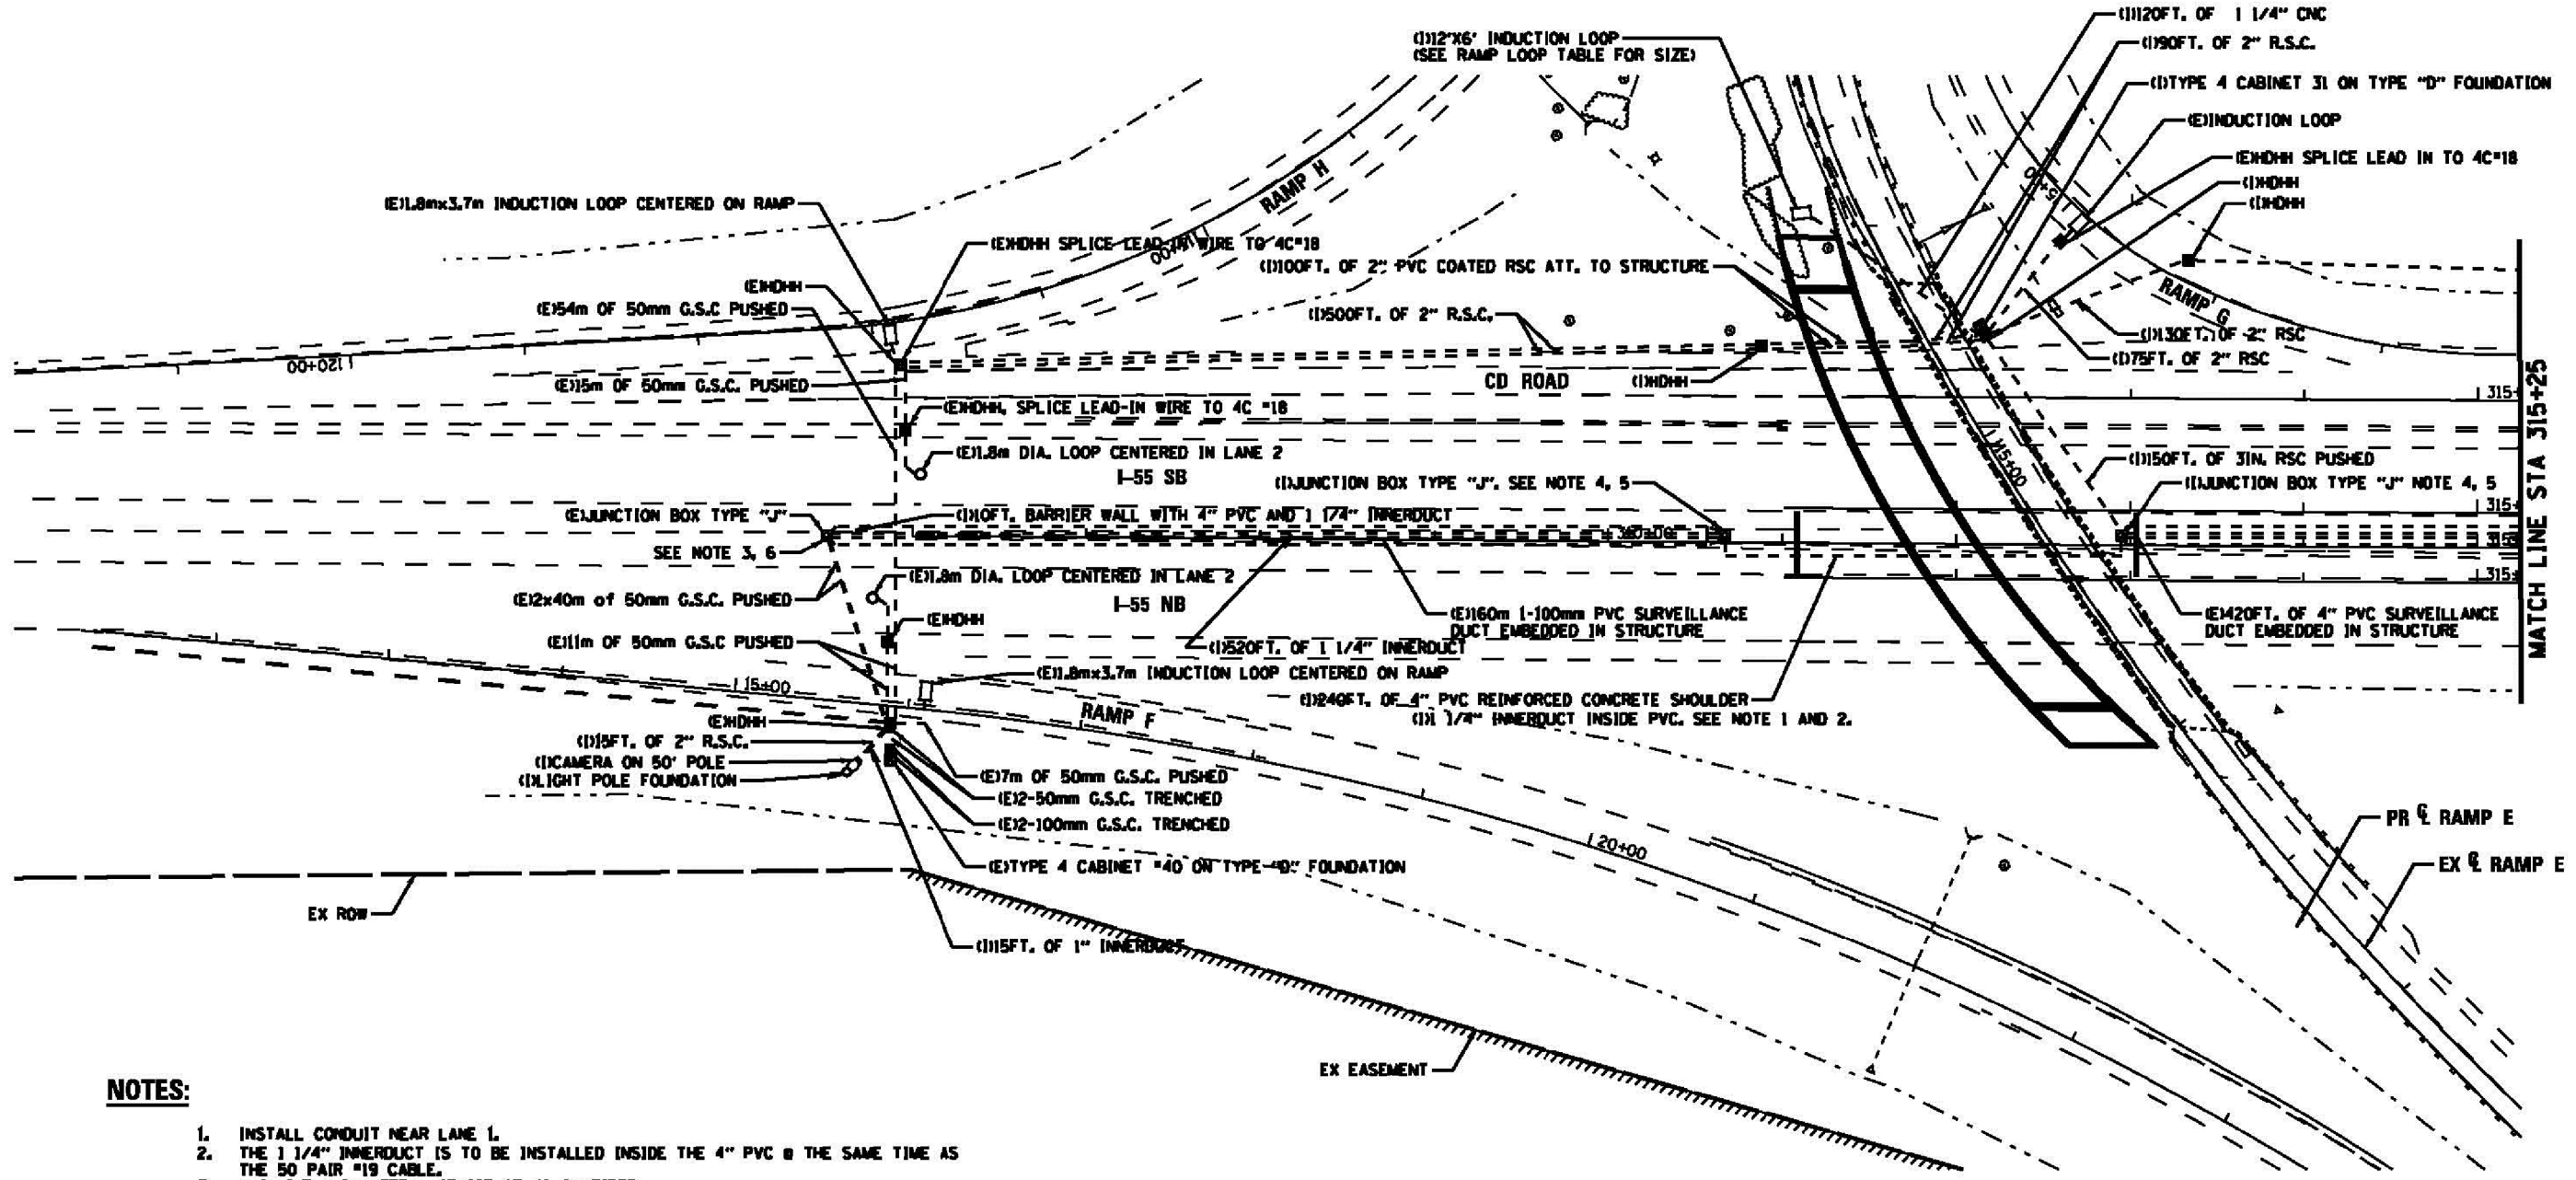 (I)120FT. OF 1 1/4" CNC
(I)90FT. OF 2" R.S.C.
(I)TYPE 4 CABINET 31 ON TYPE "D" FOUNDATION
(E)INDUCTION LOOP
(E)HDHH SPLICE LEAD IN TO 4C#18
(I)HDHH
(I)HDHH
(I)12'X6' INDUCTION LOOP
(SEE RAMP LOOP TABLE FOR SIZE)
RAMP H
(E)1.8m×3.7m INDUCTION LOOP CENTERED ON RAMP
(E)HDHH SPLICE LEAD-IN WIRE TO 4C#18
(I)100FT. OF 2" PVC COATED RSC ATT. TO STRUCTURE
(E)HDHH
(E)54m OF 50mm G.S.C PUSHED
(I)500FT. OF 2" R.S.C.
RAMP G
(I)130FT. OF 2" RSC
(I)75FT. OF 2" RSC
120+00
(E)15m OF 50mm G.S.C. PUSHED
CD ROAD
(I)HDHH
(E)HDHH, SPLICE LEAD-IN WIRE TO 4C #18
315+
(E)1.8m DIA. LOOP CENTERED IN LANE 2
I-55 SB
(I)150FT. OF 3IN. RSC PUSHED
115+00
(I)JUNCTION BOX TYPE "J". SEE NOTE 4, 5
(I)JUNCTION BOX TYPE "J" NOTE 4, 5
MATCH LINE STA 315+25
(E)JUNCTION BOX TYPE "J"
(I)10FT. BARRIER WALL WITH 4" PVC AND 1 1/4" INNERDUCT
315+
SEE NOTE 3, 6
310+00
315
(E)1.8m DIA. LOOP CENTERED IN LANE 2
315+
(E)2x40m of 50mm G.S.C. PUSHED
I-55 NB
(E)160m 1-100mm PVC SURVEILLANCE
DUCT EMBEDDED IN STRUCTURE
(E)420FT. OF 4" PVC SURVEILLANCE
DUCT EMBEDDED IN STRUCTURE
(E)HDHH
(E)11m OF 50mm G.S.C PUSHED
(I)520FT. OF 1 1/4" INNERDUCT
(E)1.8m×3.7m INDUCTION LOOP CENTERED ON RAMP
115+00
(I)240FT. OF 4" PVC REINFORCED CONCRETE SHOULDER
(I)1 1/4" INNERDUCT INSIDE PVC. SEE NOTE 1 AND 2.
RAMP F
(E)HDHH
(I)15FT. OF 2" R.S.C.
(I)CAMERA ON 50' POLE
(I)LIGHT POLE FOUNDATION
(E)7m OF 50mm G.S.C. PUSHED
(E)2-50mm G.S.C. TRENCHED
(E)2-100mm G.S.C. TRENCHED
PR ℄ RAMP E
120+00
(E)TYPE 4 CABINET #40 ON TYPE "D" FOUNDATION
EX ℄ RAMP E
EX ROW
(I)15FT. OF 1" INNERDUCT
EX EASEMENT
NOTES:
1. INSTALL CONDUIT NEAR LANE 1.
2. THE 1 1/4" INNERDUCT IS TO BE INSTALLED INSIDE THE 4" PVC @ THE SAME TIME AS
THE 50 PAIR #19 CABLE.